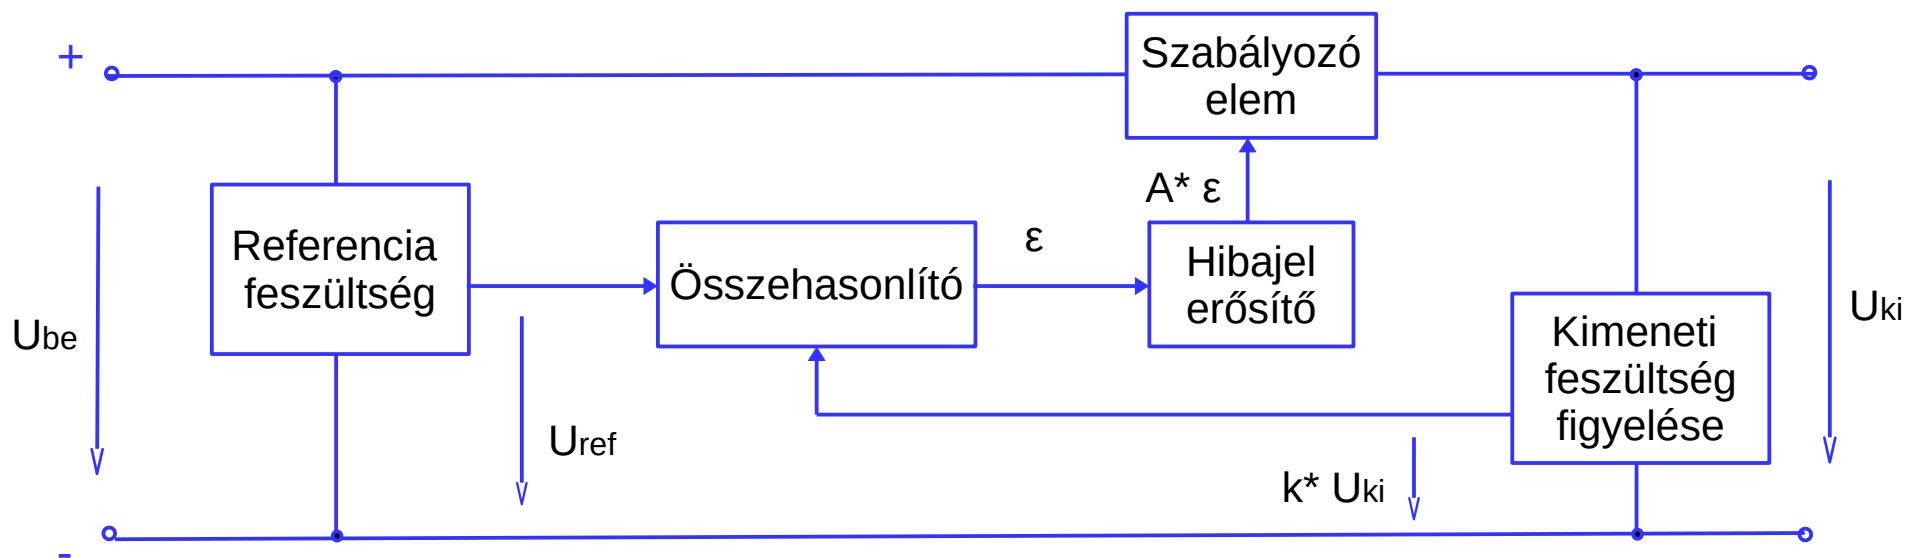 +
Szabályozó
elem
A* ε
Referencia
feszültség
Összehasonlító
ε
Hibajel
erősítő
Kimeneti
feszültség
figyelése
Ube
Uki
Uref
k* Uki
-